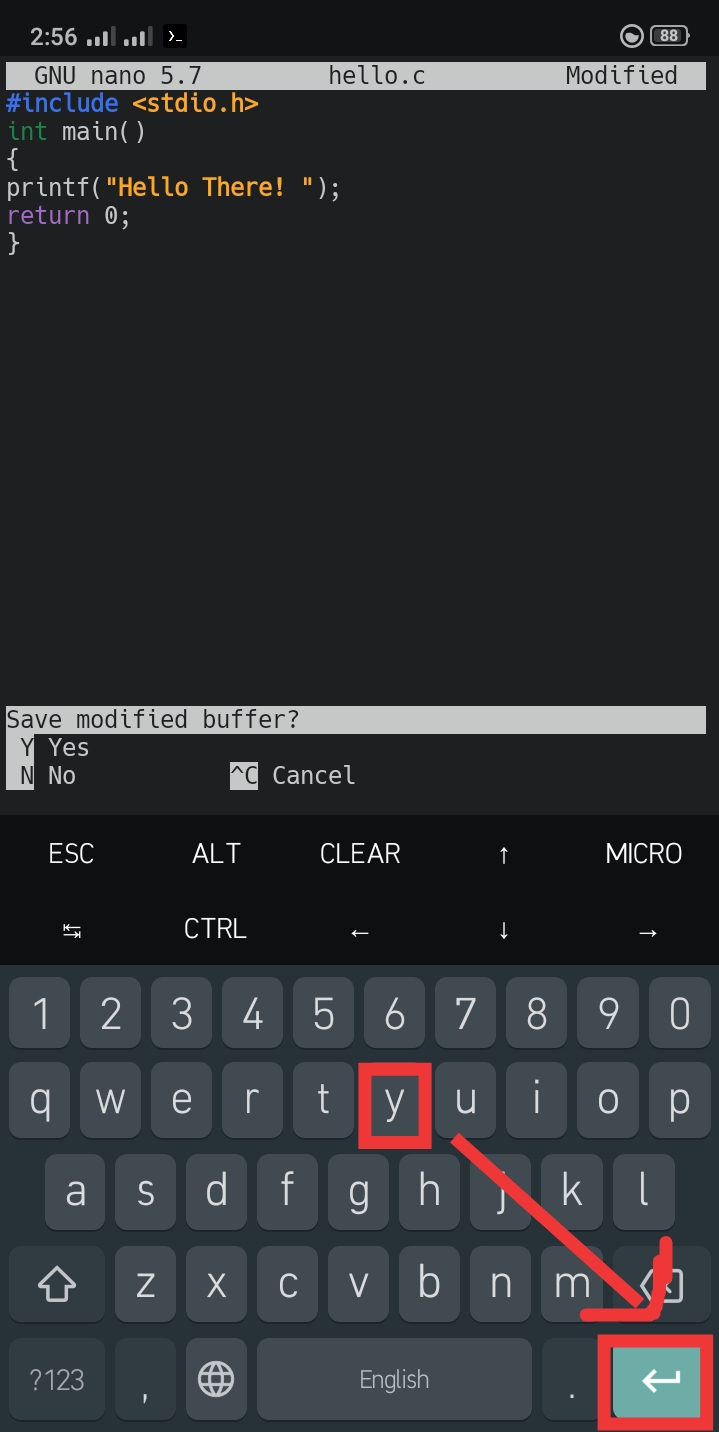 2:56 88
GNU nano 5.7 hello.c Modified
#include <stdio.h>
int main()
{
printf("Hello There! ");
return 0;
}
Save modified buffer?
Y Yes
N No ^C Cancel
ESC ALT CLEAR ↑ MICRO
↹ CTRL ← ↓ →
1 2 3 4 5 6 7 8 9 0
q w e r t y u i o p
a s d f g h j k l
z x c v b n m
?123 , English .